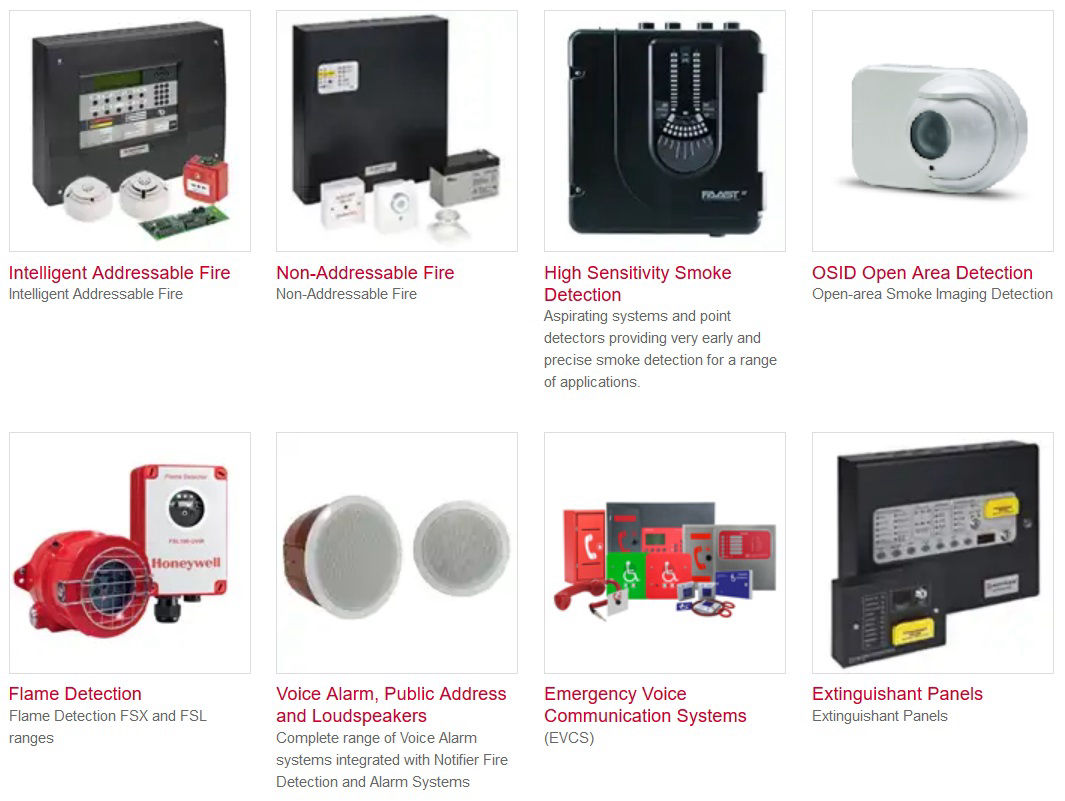 FAAST
Intelligent Addressable Fire
Intelligent Addressable Fire
Non-Addressable Fire
Non-Addressable Fire
High Sensitivity Smoke
Detection
Aspirating systems and point
detectors providing very early and
precise smoke detection for a range
of applications.
OSID Open Area Detection
Open-area Smoke Imaging Detection
Flame Detector
Honeywell
Flame Detection
Flame Detection FSX and FSL
ranges
Voice Alarm, Public Address
and Loudspeakers
Complete range of Voice Alarm
systems integrated with Notifier Fire
Detection and Alarm Systems
Emergency Voice
Communication Systems
(EVCS)
Extinguishant Panels
Extinguishant Panels